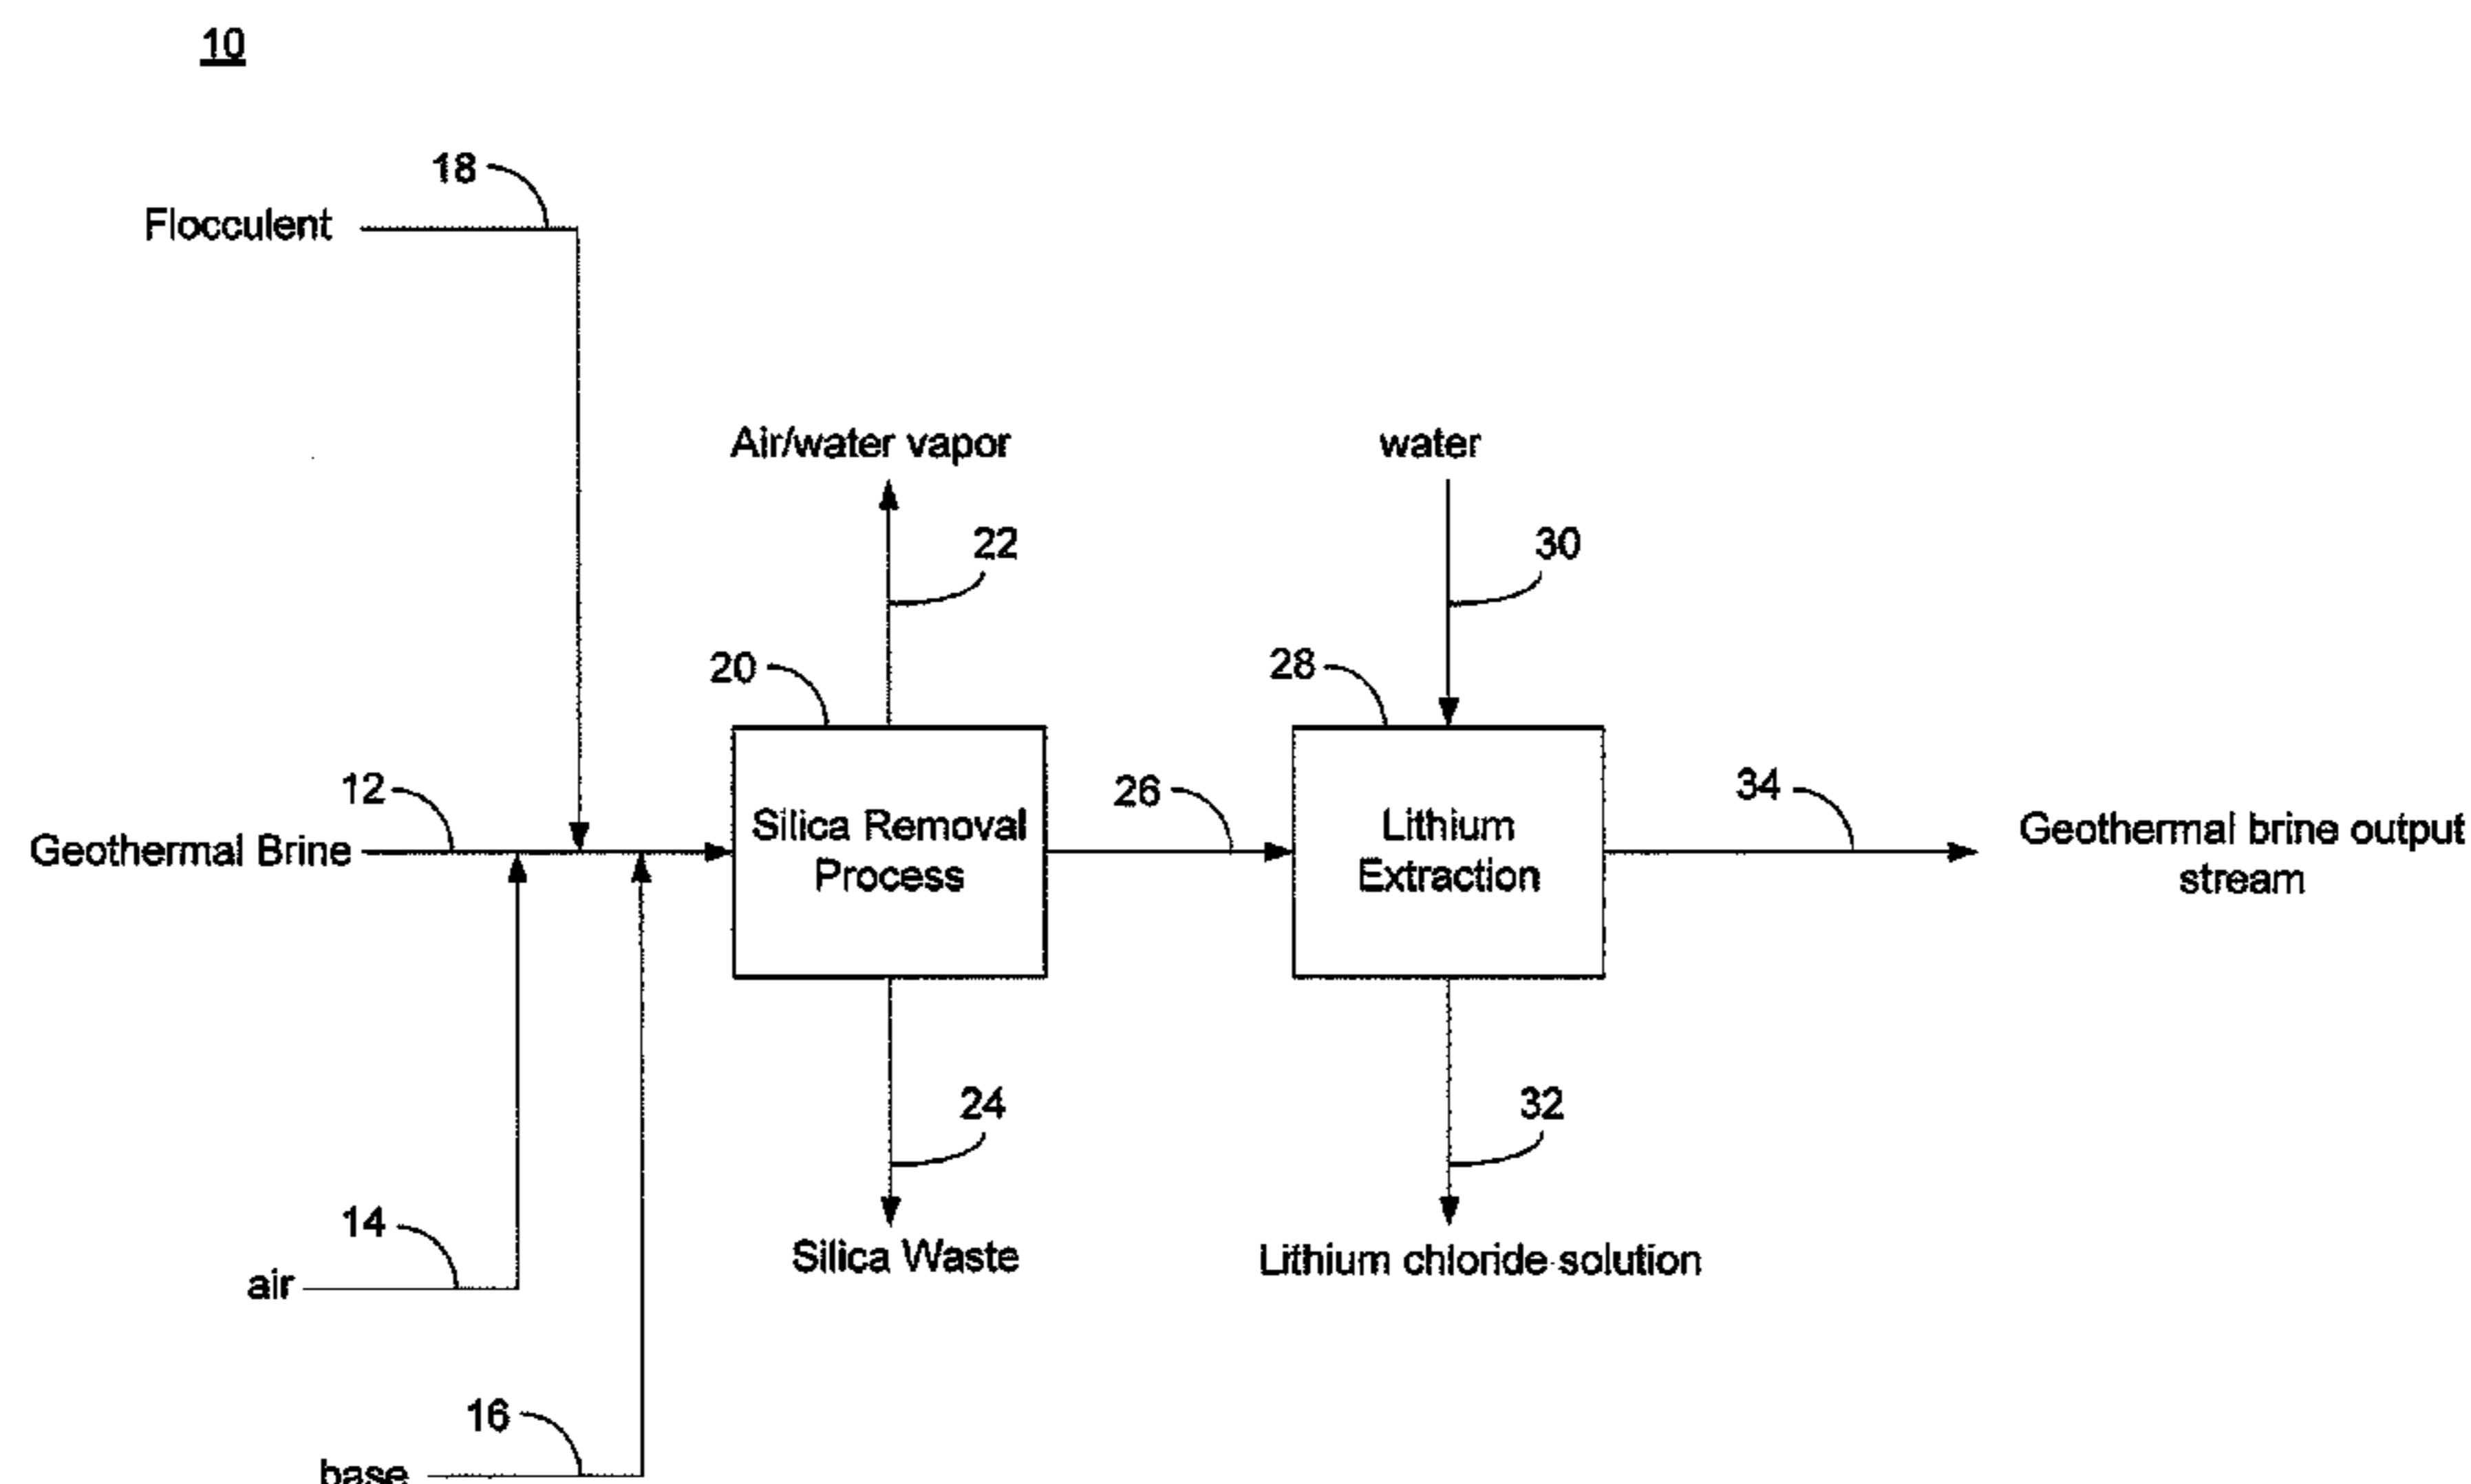 10
18
Flocculent
Air/water vapor
water
22
30
20
28
12
26
34
Geothermal Brine
Silica Removal
Process
Lithium
Extraction
Geothermal brine output
stream
24
32
14
Silica Waste
Lithium chloride solution
air
16
base